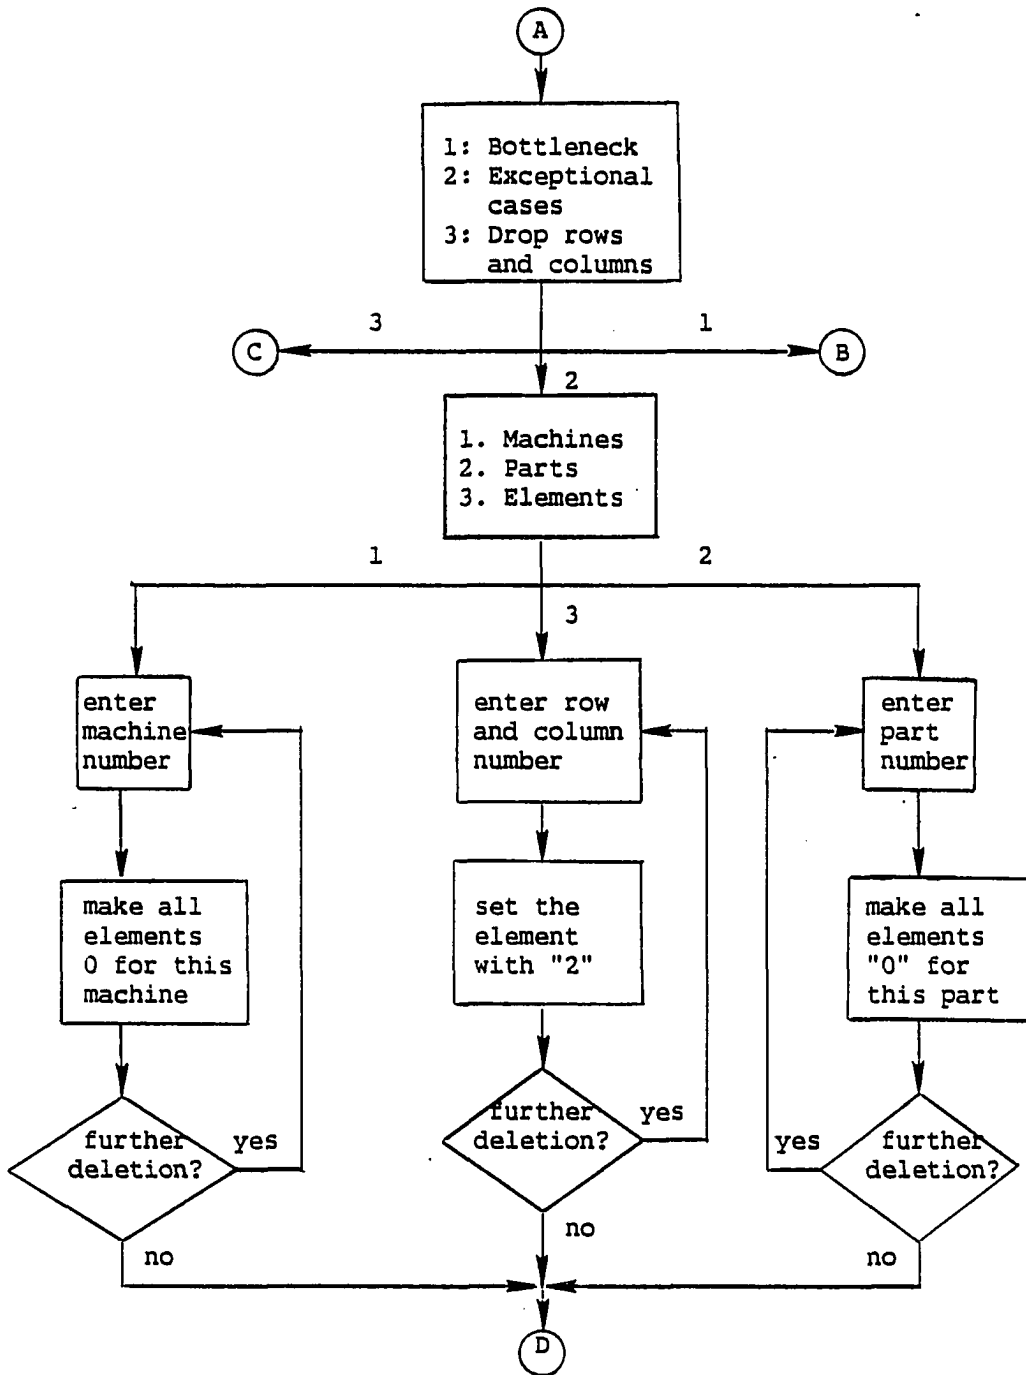 A
1: Bottleneck
2: Exceptional
cases
3: Drop rows
and columns
3
1
C
B
2
1. Machines
2. Parts
3. Elements
1
2
3
enter
machine
number
enter row
and column
number
enter
part
number
make all
elements
0 for this
machine
set the
element
with "2"
make all
elements
"0" for
this part
further
deletion?
yes
further
deletion?
yes
yes
further
deletion?
no
no
no
D